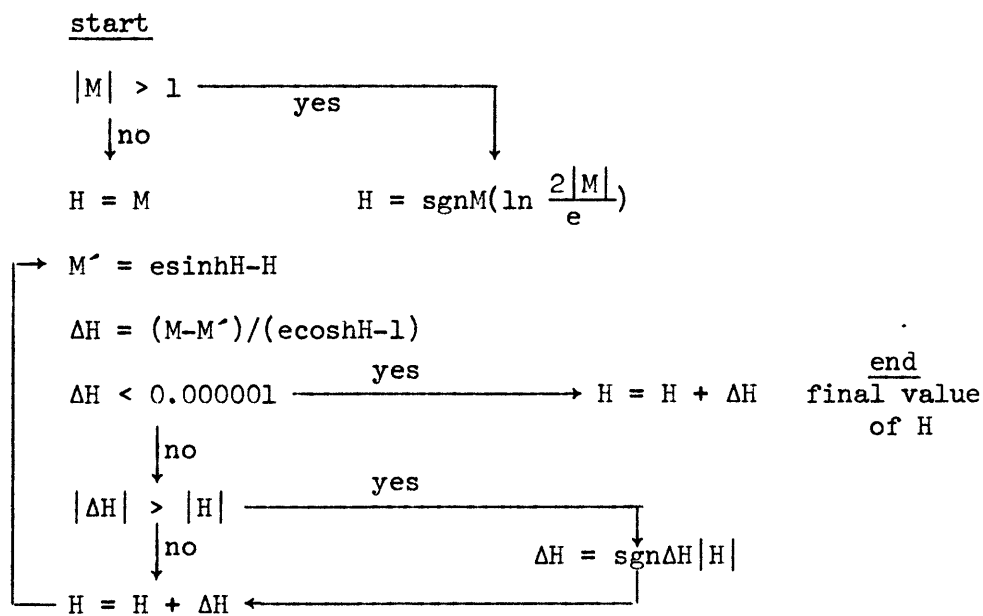 start
|M| > 1
yes
no
H = M
H = sgnM(ln 2|M|/e)
M´ = esinhH-H
ΔH = (M-M´)/(ecoshH-1)
ΔH < 0.000001
yes
H = H + ΔH
end
final value
of H
no
|ΔH| > |H|
yes
no
ΔH = sgnΔH|H|
H = H + ΔH